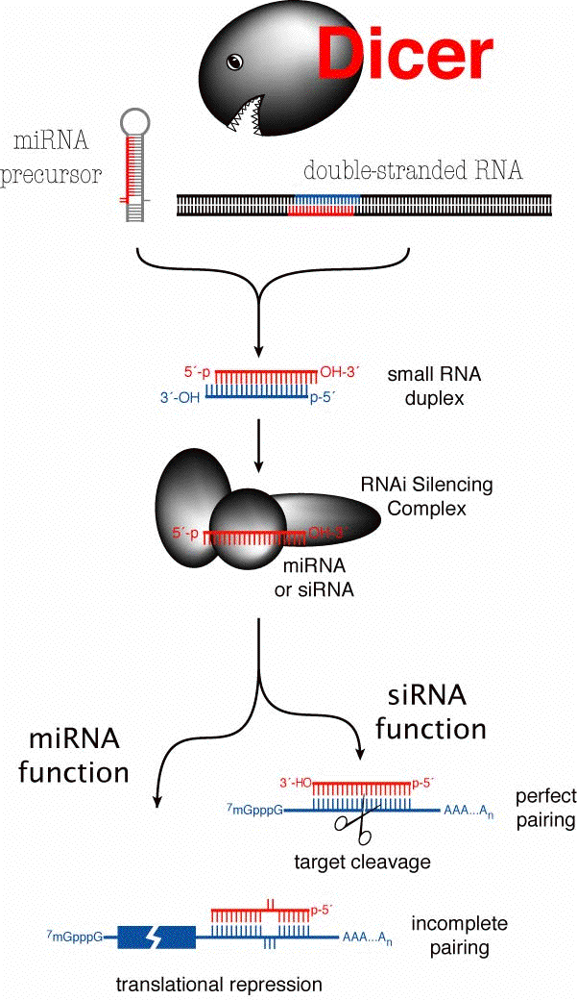 Dicer
miRNA
precursor
double-stranded RNA
5´-p OH-3´
3´-OH p-5´
small RNA
duplex
RNAi Silencing
Complex
5´-p OH-3´
miRNA
or siRNA
siRNA
function
miRNA
function
3´-HO p-5´
7mGpppG AAA...An
perfect
pairing
target cleavage
p-5´
7mGpppG AAA...An
incomplete
pairing
translational repression